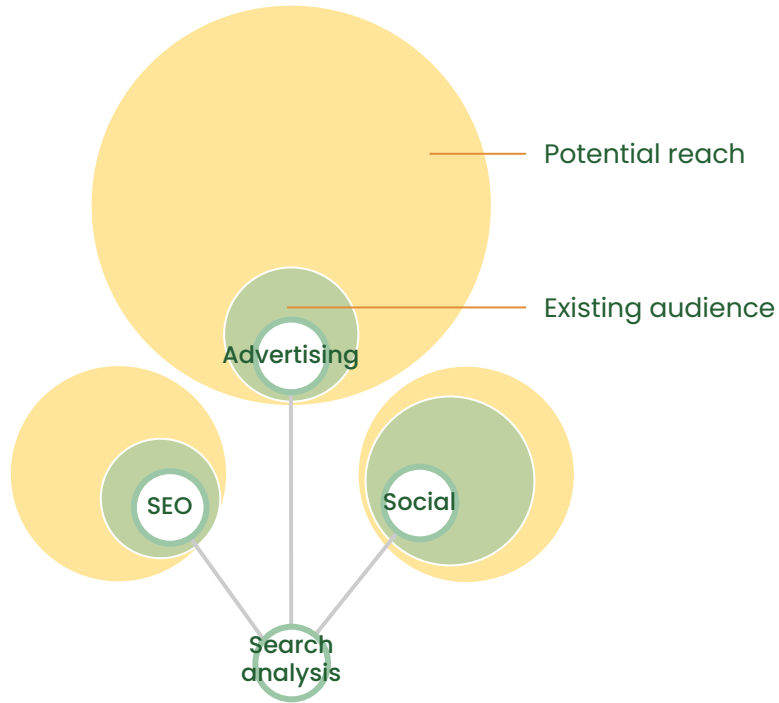 Potential reach
Existing audience
Advertising
SEO
Social
Search
analysis